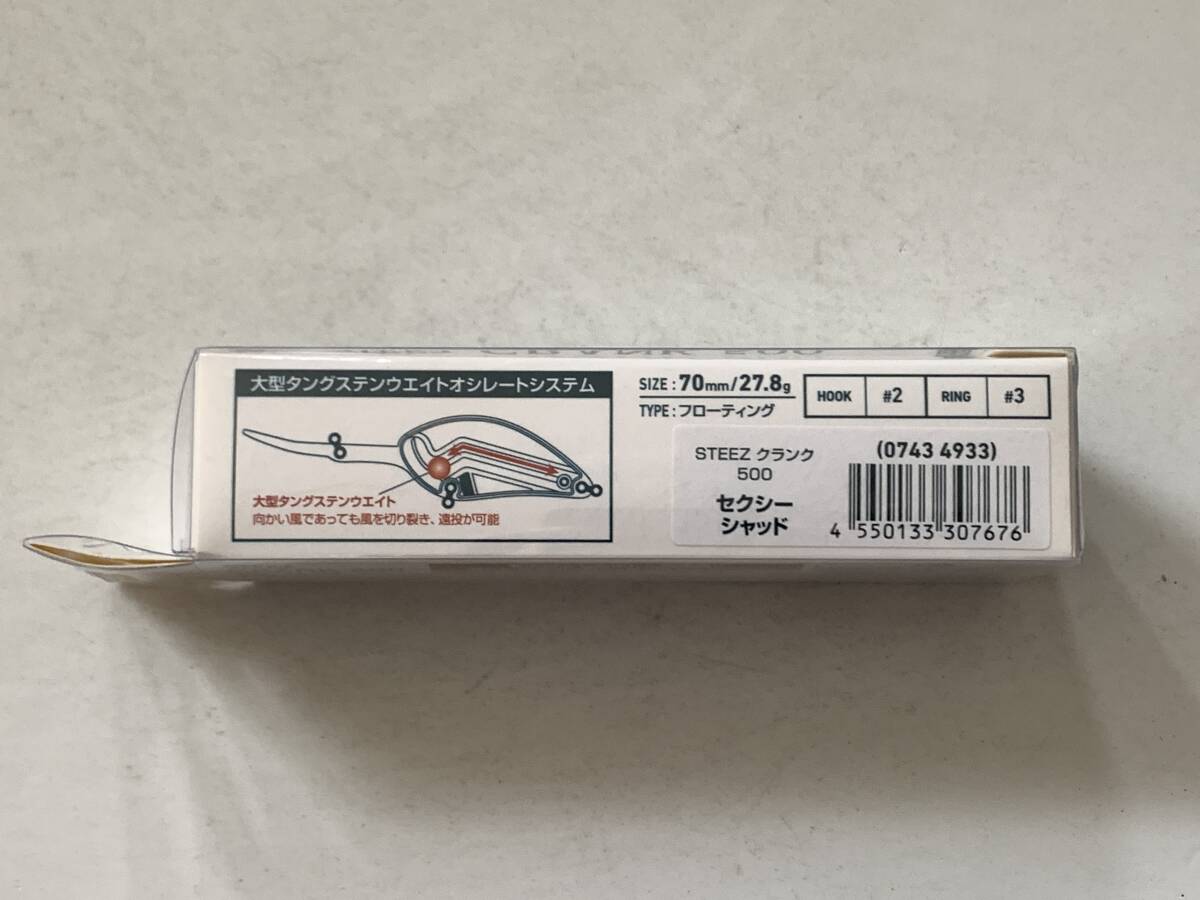 CRANK 500
大型タングステンウエイトオシレートシステム
大型タングステンウエイト
向かい風であっても風を切り裂き、遠投が可能
SIZE : 70mm/27.8g
TYPE : フローティング
HOOK #2 RING #3
STEEZ クランク
500
セクシー
シャッド
(0743 4933)
4 550133 307676